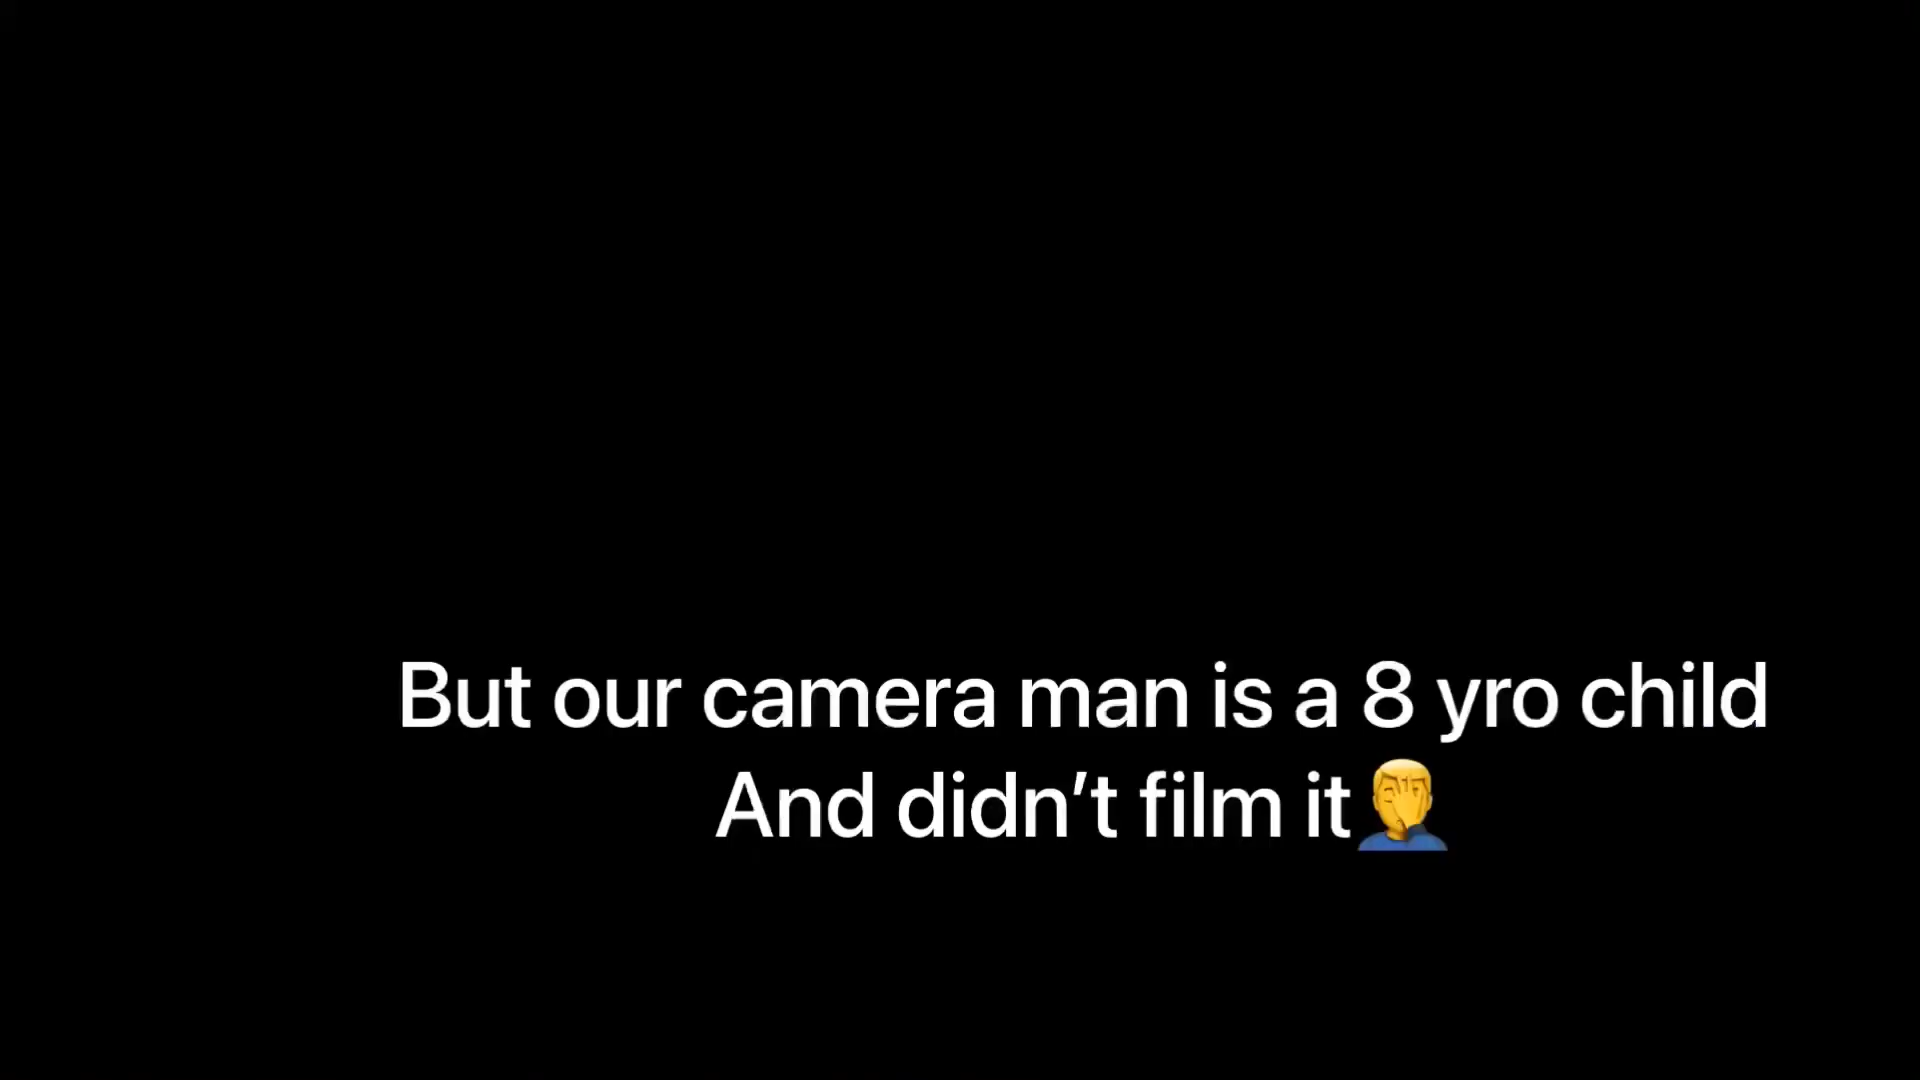 But our camera man is a 8 yro child
And didn’t film it🤦‍♂️